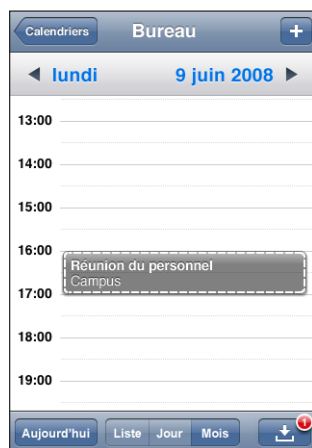 Calendriers
Bureau
+
lundi
9 juin 2008
13:00
14:00
15:00
16:00
Réunion du personnel
Campus
17:00
18:00
19:00
Aujourd'hui
Liste
Jour
Mois
1